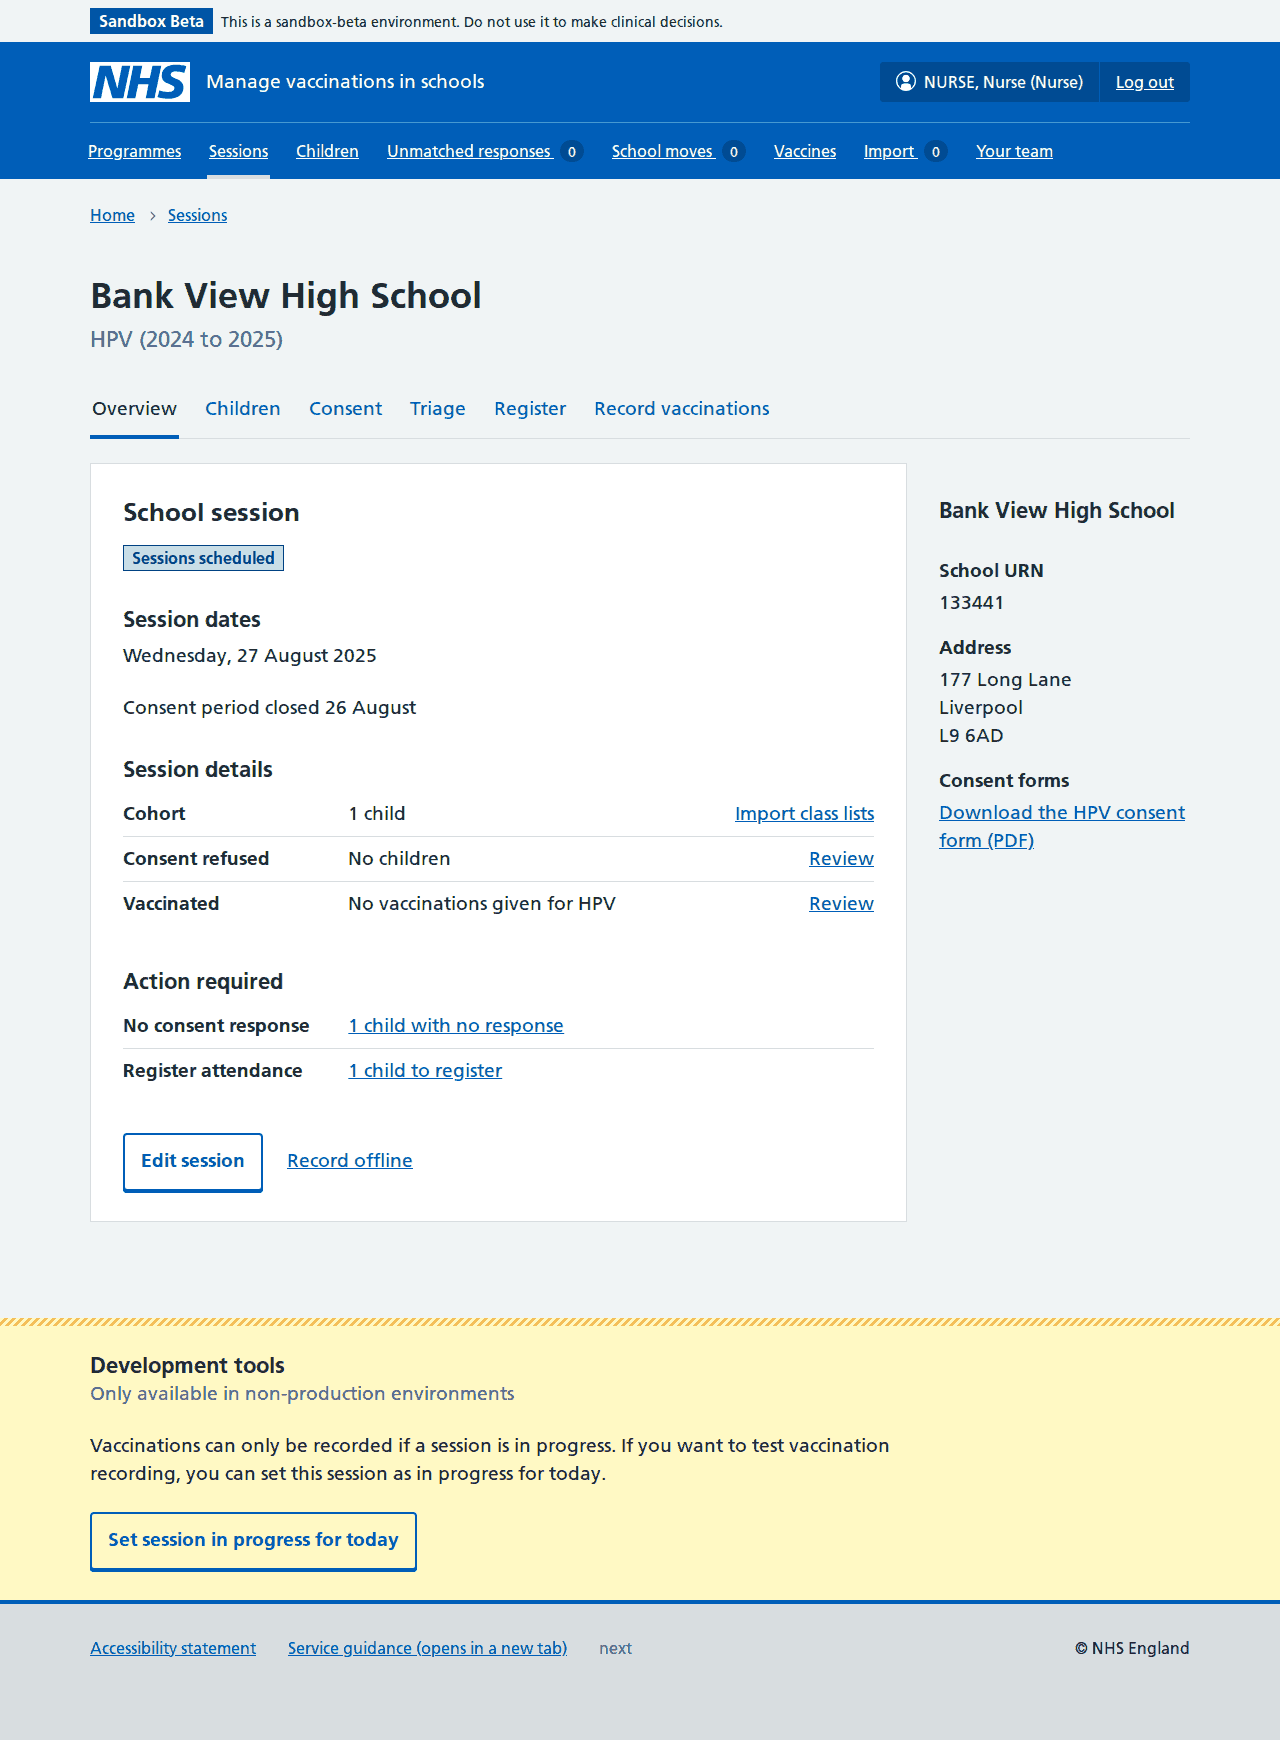 Sandbox Beta This is a sandbox-beta environment. Do not use it to make clinical decisions.
NHS Manage vaccinations in schools NURSE, Nurse (Nurse) Log out
Programmes Sessions Children Unmatched responses 0 School moves 0 Vaccines Import 0 Your team
Home Sessions
Bank View High School
HPV (2024 to 2025)
Overview Children Consent Triage Register Record vaccinations
School session
Sessions scheduled
Session dates
Wednesday, 27 August 2025
Consent period closed 26 August
Session details
Cohort 1 child Import class lists
Consent refused No children Review
Vaccinated No vaccinations given for HPV Review
Action required
No consent response 1 child with no response
Register attendance 1 child to register
Edit session Record offline
Bank View High School
School URN
133441
Address
177 Long Lane
Liverpool
L9 6AD
Consent forms
Download the HPV consent
form (PDF)
Development tools
Only available in non-production environments
Vaccinations can only be recorded if a session is in progress. If you want to test vaccination
recording, you can set this session as in progress for today.
Set session in progress for today
Accessibility statement Service guidance (opens in a new tab) next © NHS England